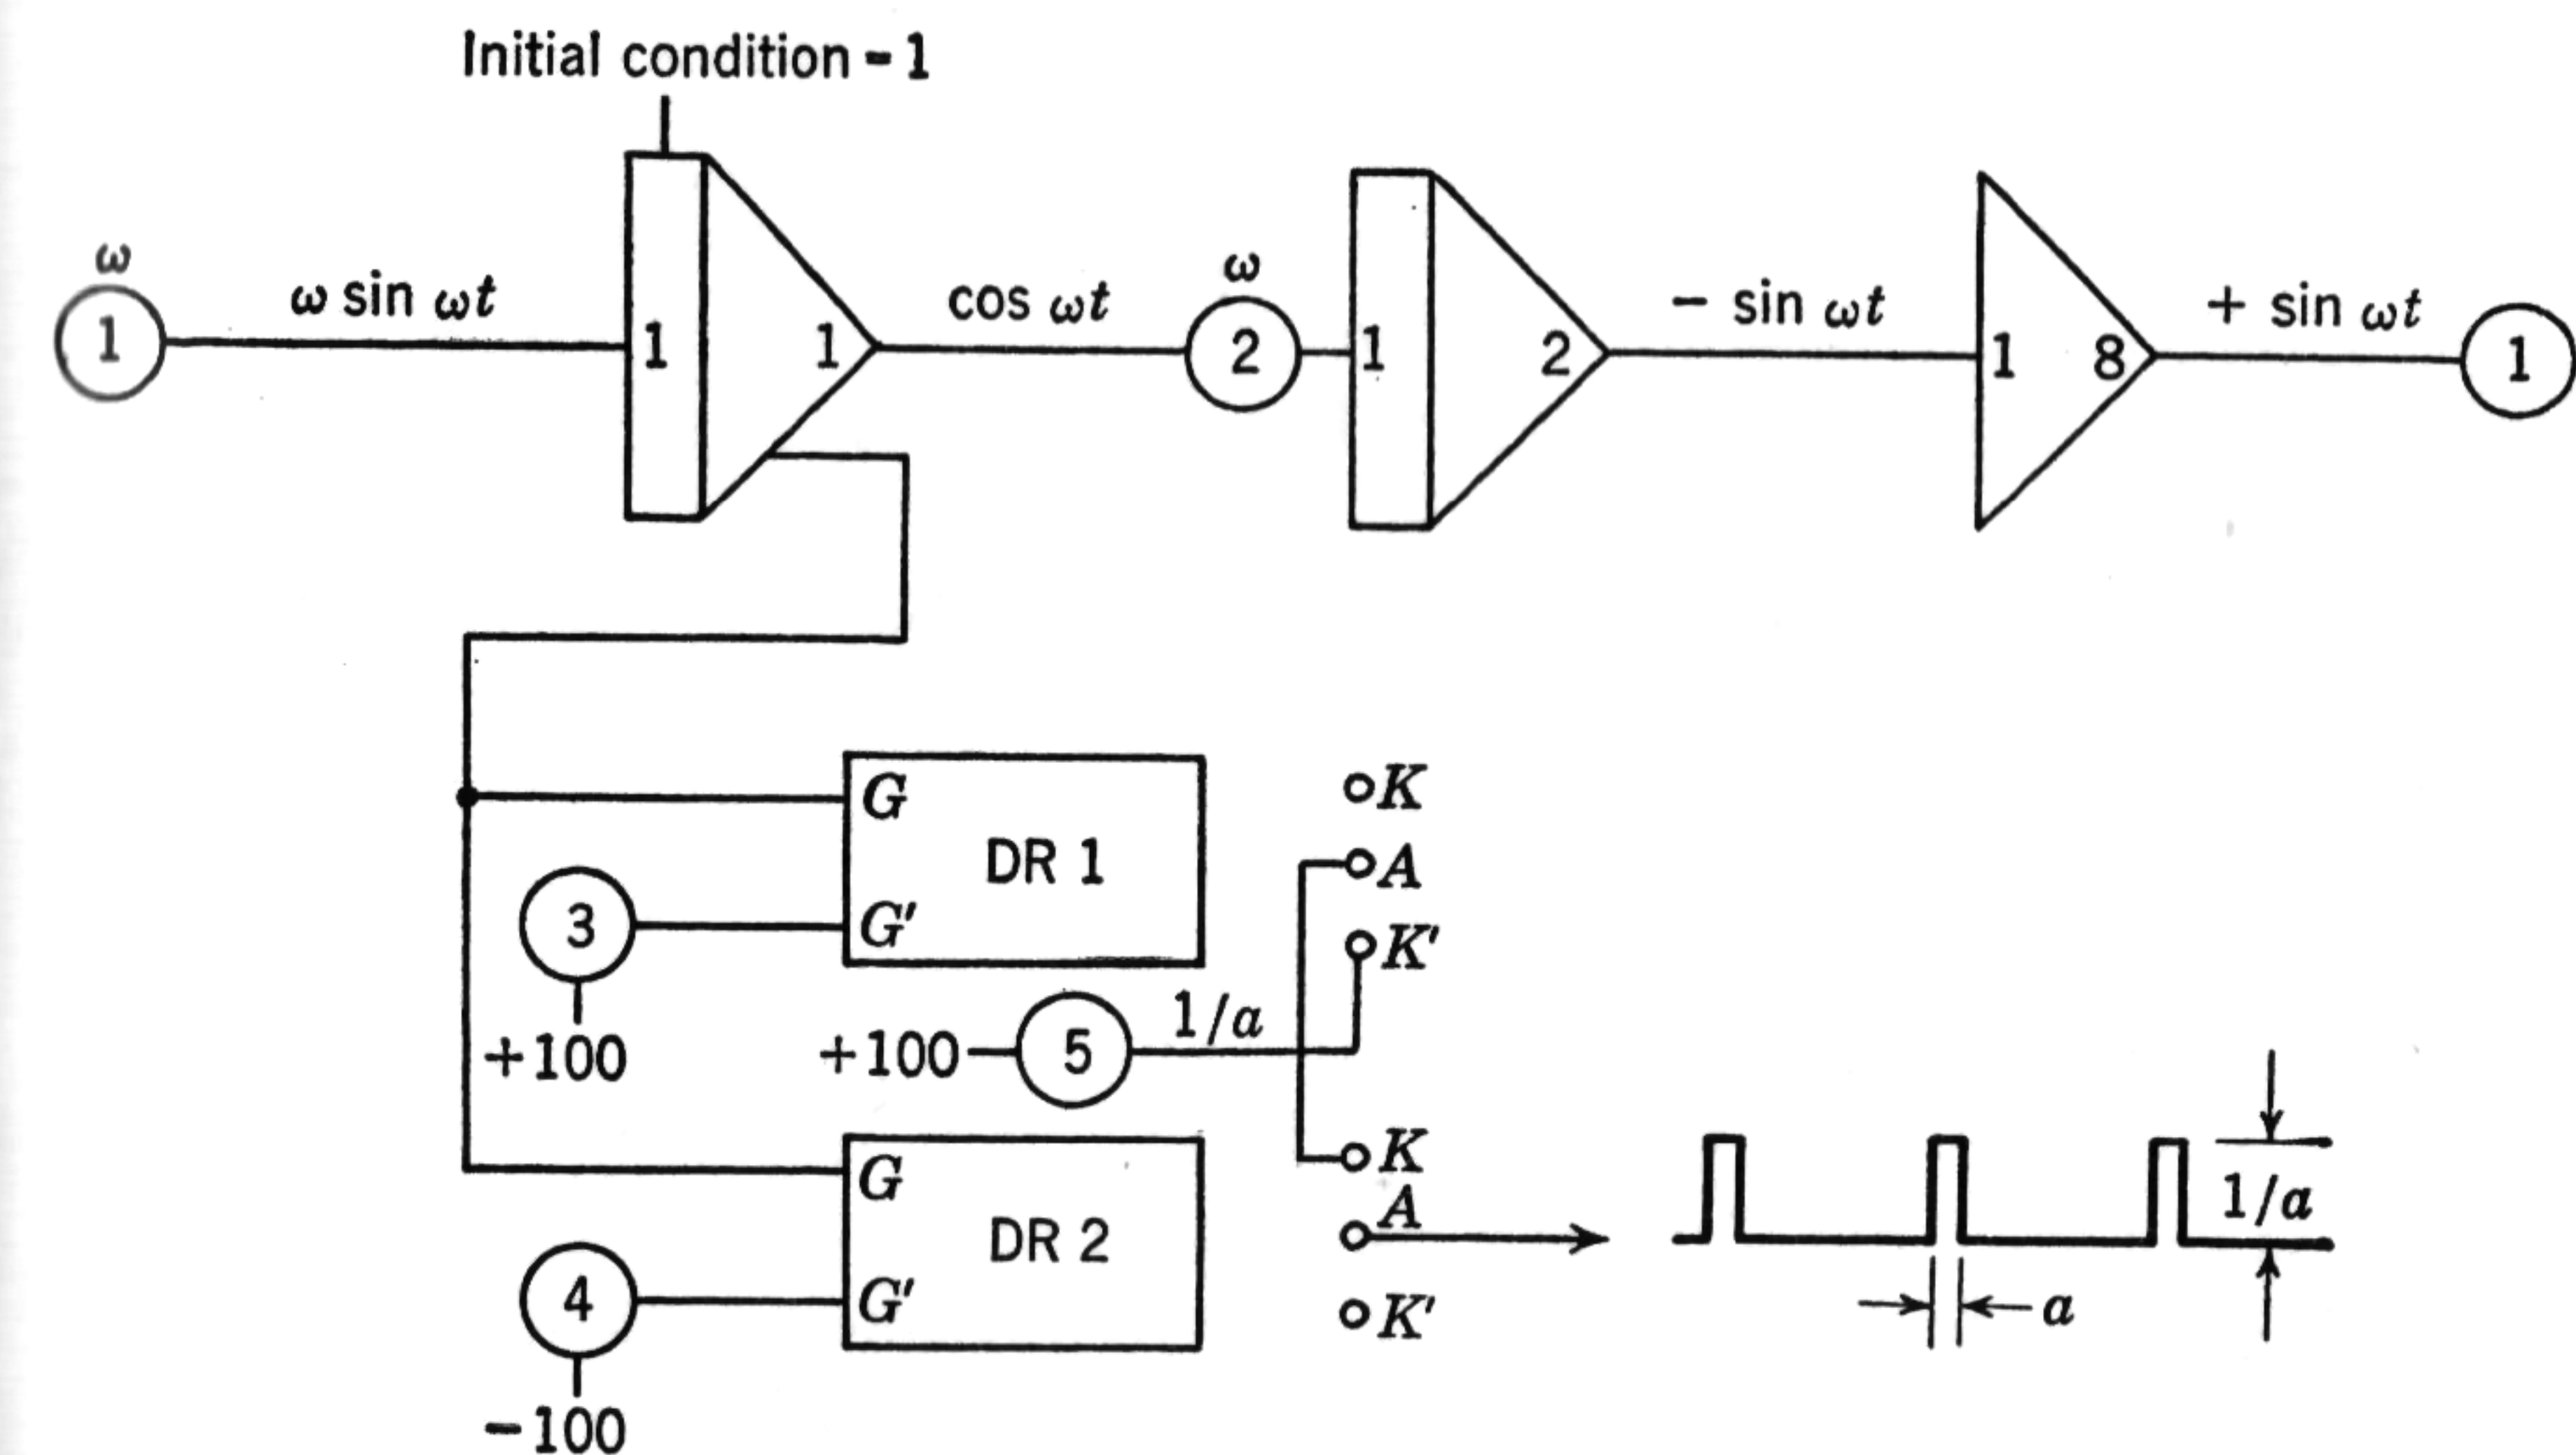 Initial condition - 1
ω
1
ω sin ωt
1
1
cos ωt
ω
2
1
2
- sin ωt
1
8
+ sin ωt
1
G
DR 1
G′
3
+100
+100
5
1/a
K
A
K′
G
DR 2
G′
4
-100
K
A
K′
1/a
a